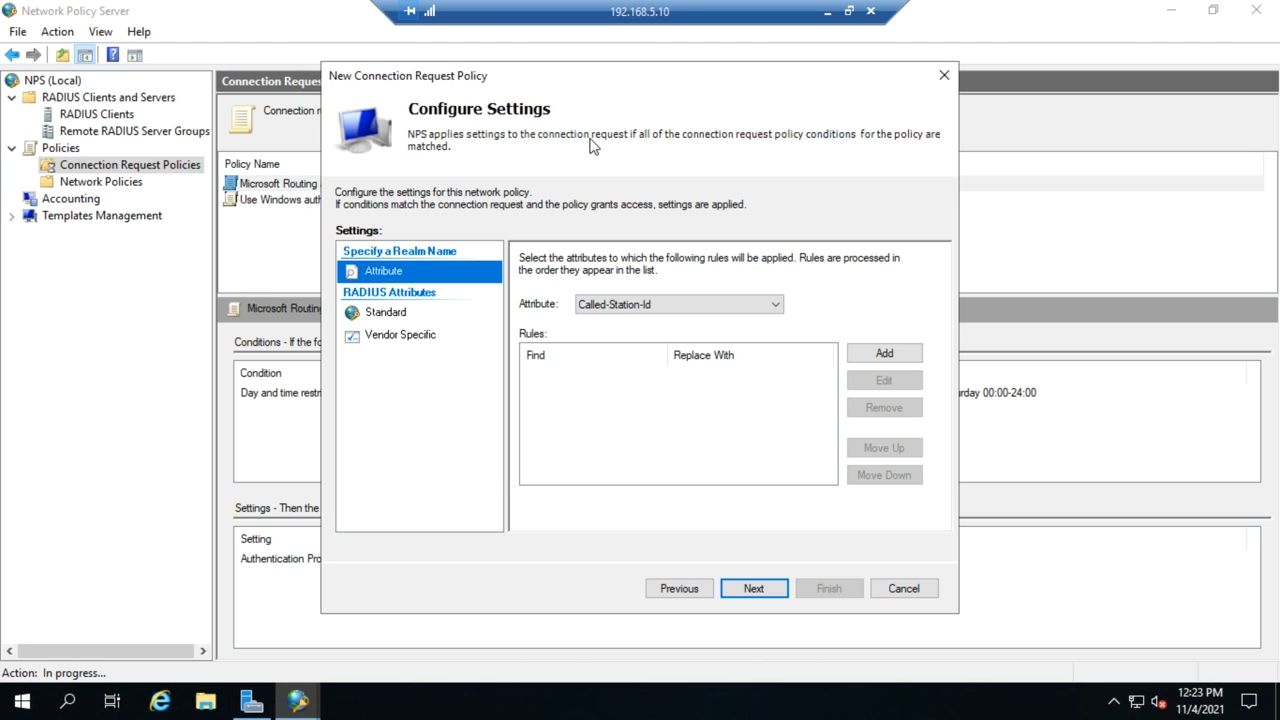 Network Policy Server
192.168.5.10
File Action View Help
NPS (Local)
RADIUS Clients and Servers
RADIUS Clients
Remote RADIUS Server Groups
Policies
Connection Request Policies
Network Policies
Accounting
Templates Management
Connection Reques
Connection r
Policy Name
Microsoft Routing
Use Windows auth
Microsoft Routing
Conditions - If the fo
Condition
Day and time restr
urday 00:00-24:00
Settings - Then the
Setting
Authentication Pro
New Connection Request Policy
Configure Settings
NPS applies settings to the connection request if all of the connection request policy conditions for the policy are
matched.
Configure the settings for this network policy.
If conditions match the connection request and the policy grants access, settings are applied.
Settings:
Specify a Realm Name
Attribute
RADIUS Attributes
Standard
Vendor Specific
Select the attributes to which the following rules will be applied. Rules are processed in
the order they appear in the list.
Attribute: Called-Station-Id
Rules:
Find Replace With
Add
Edit
Remove
Move Up
Move Down
Previous Next Finish Cancel
Action: In progress...
12:23 PM
11/4/2021